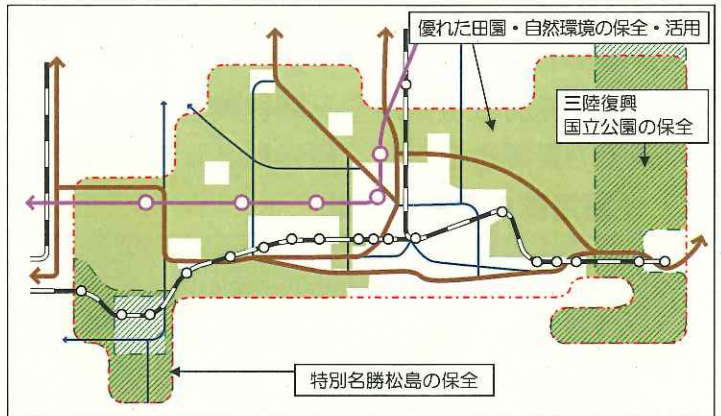 優れた田園・自然環境の保全・活用
三陸復興
国立公園の保全
特別名勝松島の保全